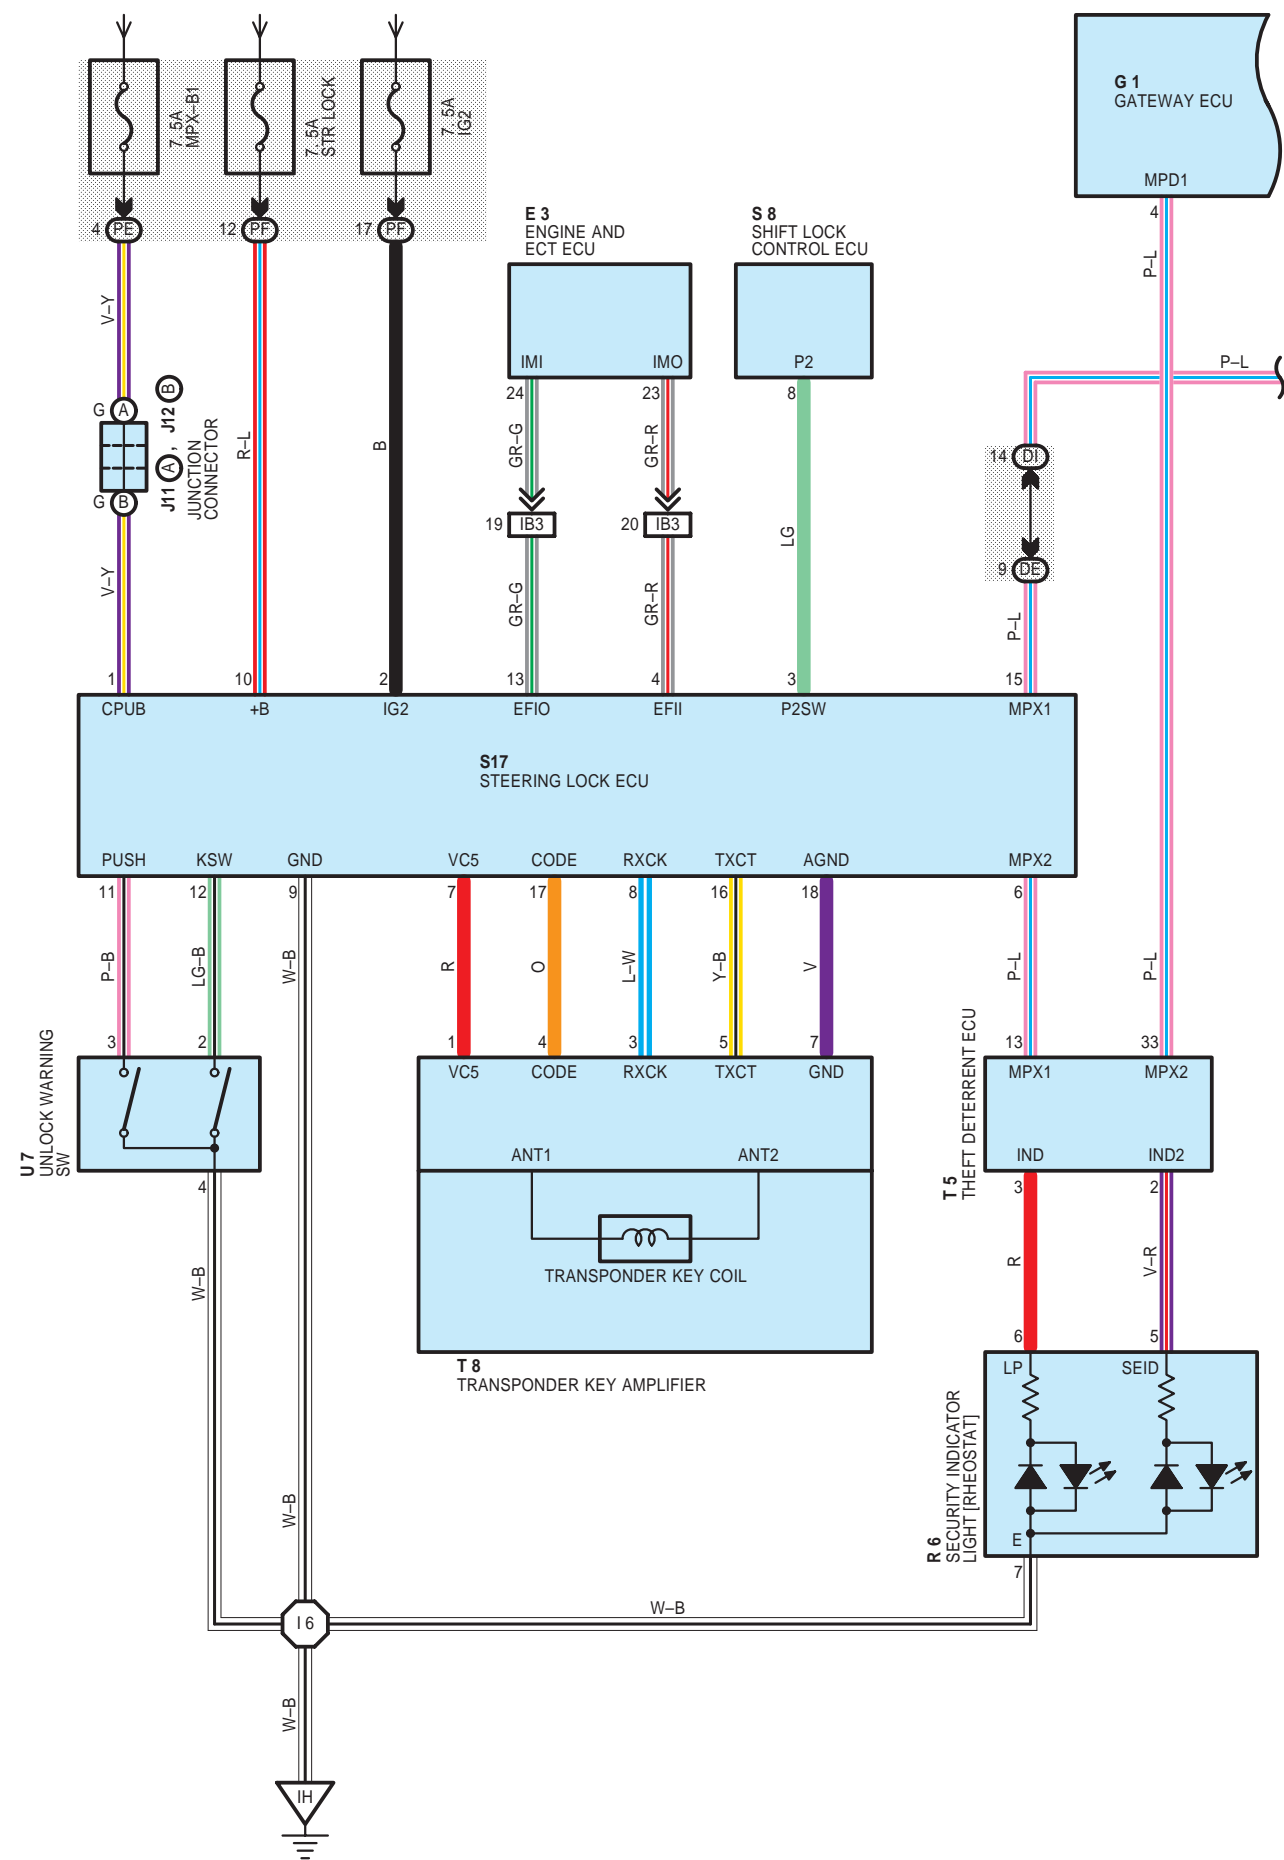 7. 5A
MPX–B1
7. 5A
STR LOCK
7. 5A
IG2
G 1
GATEWAY ECU
MPD1
4
P–L
4 PE
12 PF
17 PF
E 3
ENGINE AND
ECT ECU
S 8
SHIFT LOCK
CONTROL ECU
IMI
IMO
P2
24
23
8
V–Y
R–L
B
GR–G
GR–R
LG
P–L
G A
G B
J11 A , J12 B
JUNCTION
CONNECTOR
14 DI
9 DE
19 IB3
20 IB3
V–Y
GR–G
GR–R
P–L
1
10
2
13
4
3
15
CPUB
+B
IG2
EFIO
EFII
P2SW
MPX1
S17
STEERING LOCK ECU
PUSH
KSW
GND
VC5
CODE
RXCK
TXCT
AGND
MPX2
11
12
9
7
17
8
16
18
6
P–B
LG–B
W–B
R
O
L–W
Y–B
V
P–L
P–L
3
2
1
4
3
5
7
13
33
U 7
UNLOCK WARNING
SW
VC5
CODE
RXCK
TXCT
GND
MPX1
MPX2
T 5
THEFT DETERRENT ECU
ANT1
ANT2
IND
IND2
4
3
2
W–B
R
V–R
TRANSPONDER KEY COIL
T 8
TRANSPONDER KEY AMPLIFIER
6
5
LP
SEID
R 6
SECURITY INDICATOR
LIGHT [RHEOSTAT]
E
7
W–B
W–B
I 6
W–B
IH